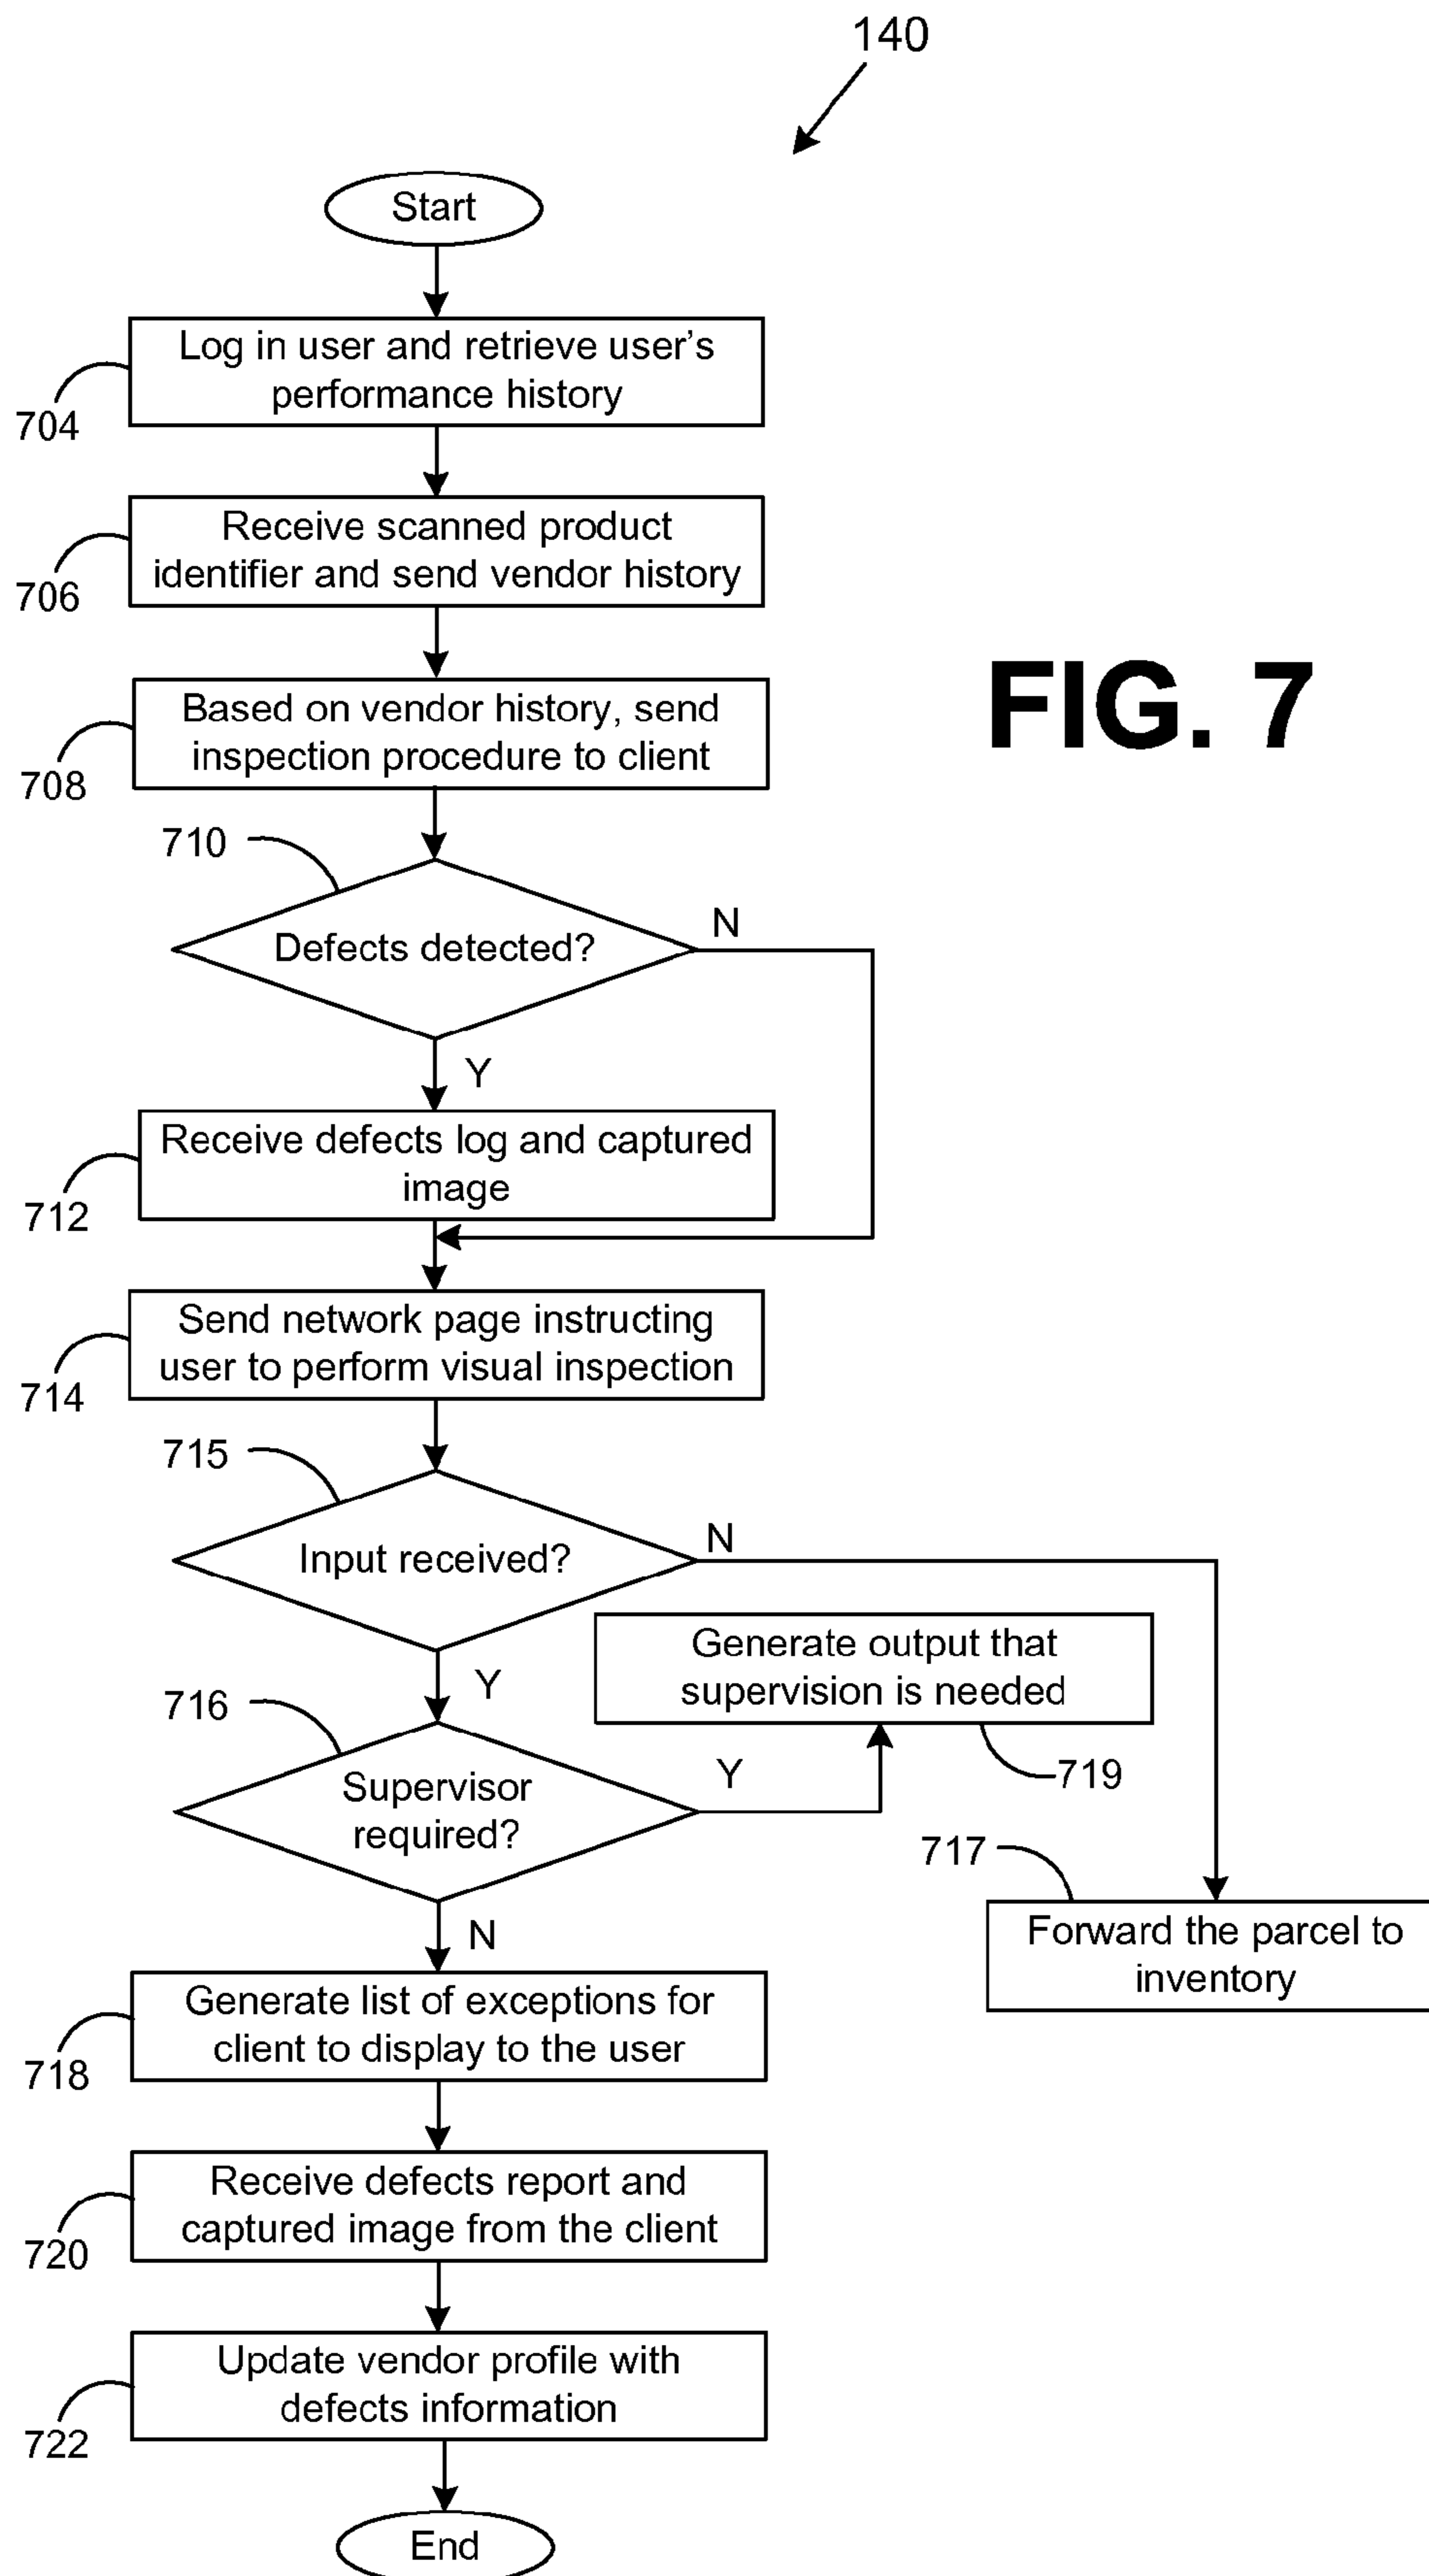 140
Start
Log in user and retrieve user's
performance history
704
Receive scanned product
identifier and send vendor history
706
FIG. 7
Based on vendor history, send
inspection procedure to client
708
710
Defects detected?
N
Y
Receive defects log and captured
image
712
Send network page instructing
user to perform visual inspection
714
715
Input received?
N
Y
Generate output that
supervision is needed
719
716
Supervisor
required?
Y
N
717
Forward the parcel to
inventory
Generate list of exceptions for
client to display to the user
718
Receive defects report and
captured image from the client
720
Update vendor profile with
defects information
722
End